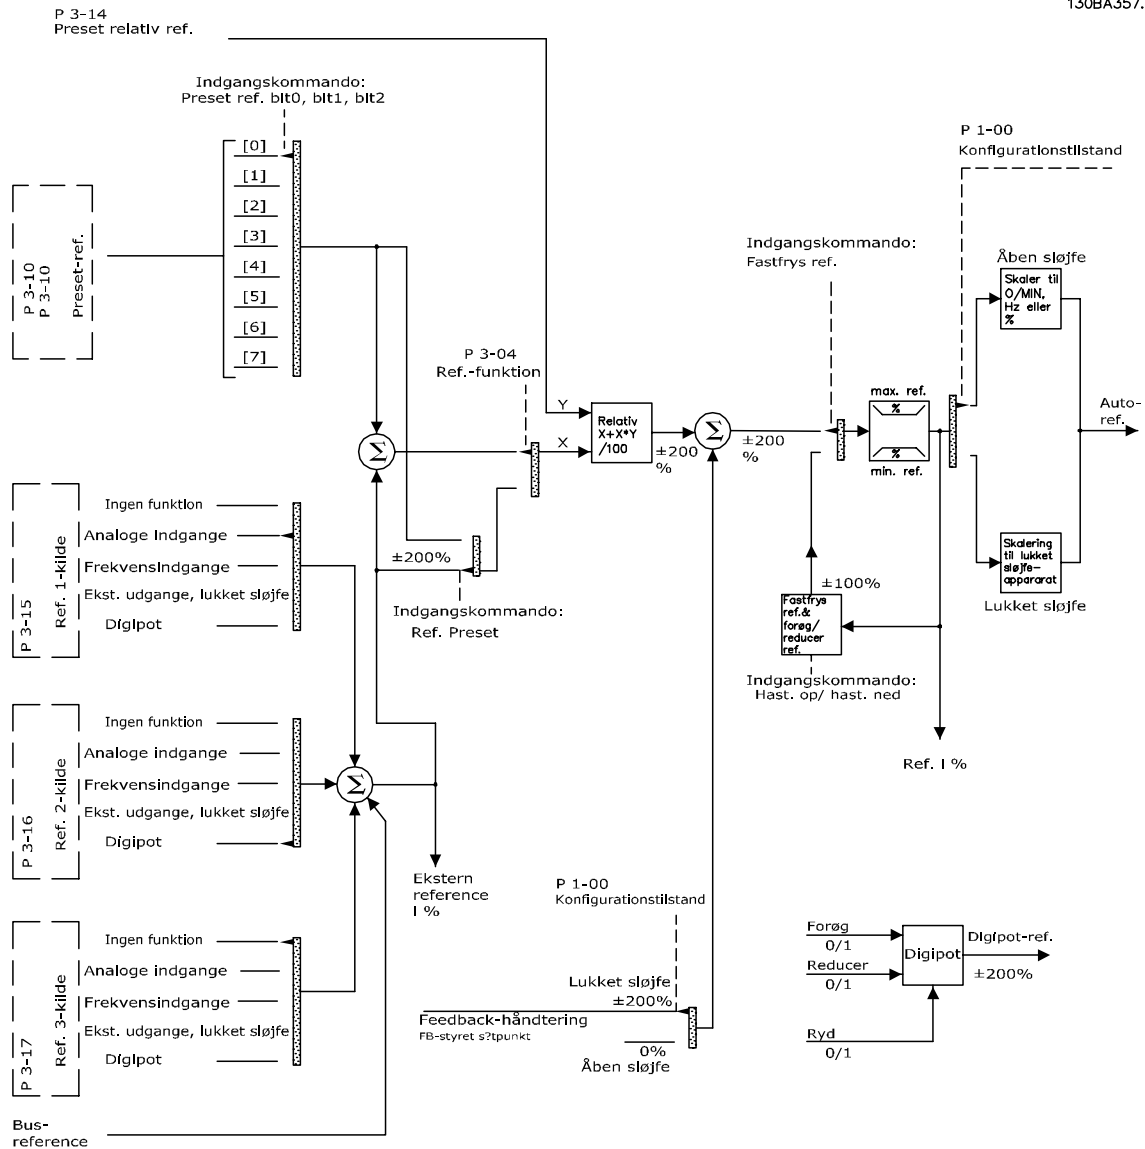 130BA357.
P 3-14
Preset relativ ref.
Indgangskommando:
Preset ref. bit0, bit1, bit2
P 1-00
Konfigurationstilstand
[0]
[1]
[2]
[3]
[4]
[5]
[6]
[7]
P 3-10
P 3-10
Preset-ref.
Indgangskommando:
Fastfrys ref.
Åben sløjfe
Skaler til
O/MIN,
Hz eller
%
P 3-04
Ref.-funktion
Y
X
Relativ
X+X*Y
/100
±200
%
Σ
±200
%
max. ref.
%
%
min. ref.
Auto-
ref.
Σ
Ingen funktion
Analoge indgange
Frekvensindgange
Ekst. udgange, lukket sløjfe
Digipot
P 3-15
Ref. 1-kilde
±200%
Indgangskommando:
Ref. Preset
Skalering
til lukket
sløjfe-
appararat
Lukket sløjfe
±100%
Fastfrys
ref.&
forøg/
reducer
ref.
Indgangskommando:
Hast. op/ hast. ned
Ref. I %
Ingen funktion
Analoge indgange
Frekvensindgange
Ekst. udgange, lukket sløjfe
Digipot
P 3-16
Ref. 2-kilde
Σ
Ekstern
reference
I %
P 1-00
Konfigurationstilstand
Ingen funktion
Analoge indgange
Frekvensindgange
Ekst. udgange, lukket sløjfe
Digipot
P 3-17
Ref. 3-kilde
Lukket sløjfe
±200%
Feedback-håndtering
FB-styret s?tpunkt
0%
Åben sløjfe
Forøg
0/1
Reducer
0/1
Digipot
Digipot-ref.
±200%
Ryd
0/1
Bus-
reference